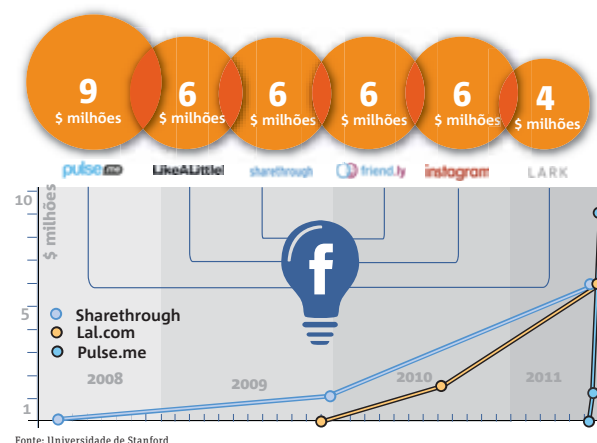 9
$ milhões
6
$ milhões
6
$ milhões
6
$ milhões
6
$ milhões
4
$ milhões
pulse me
LikeALittle!
sharethrough
friend.ly
instagram
LARK
10
$ milhões
f
5
Sharethrough
Lal.com
Pulse.me
2008
2009
2010
2011
1
Fonte: Universidade de Stanford